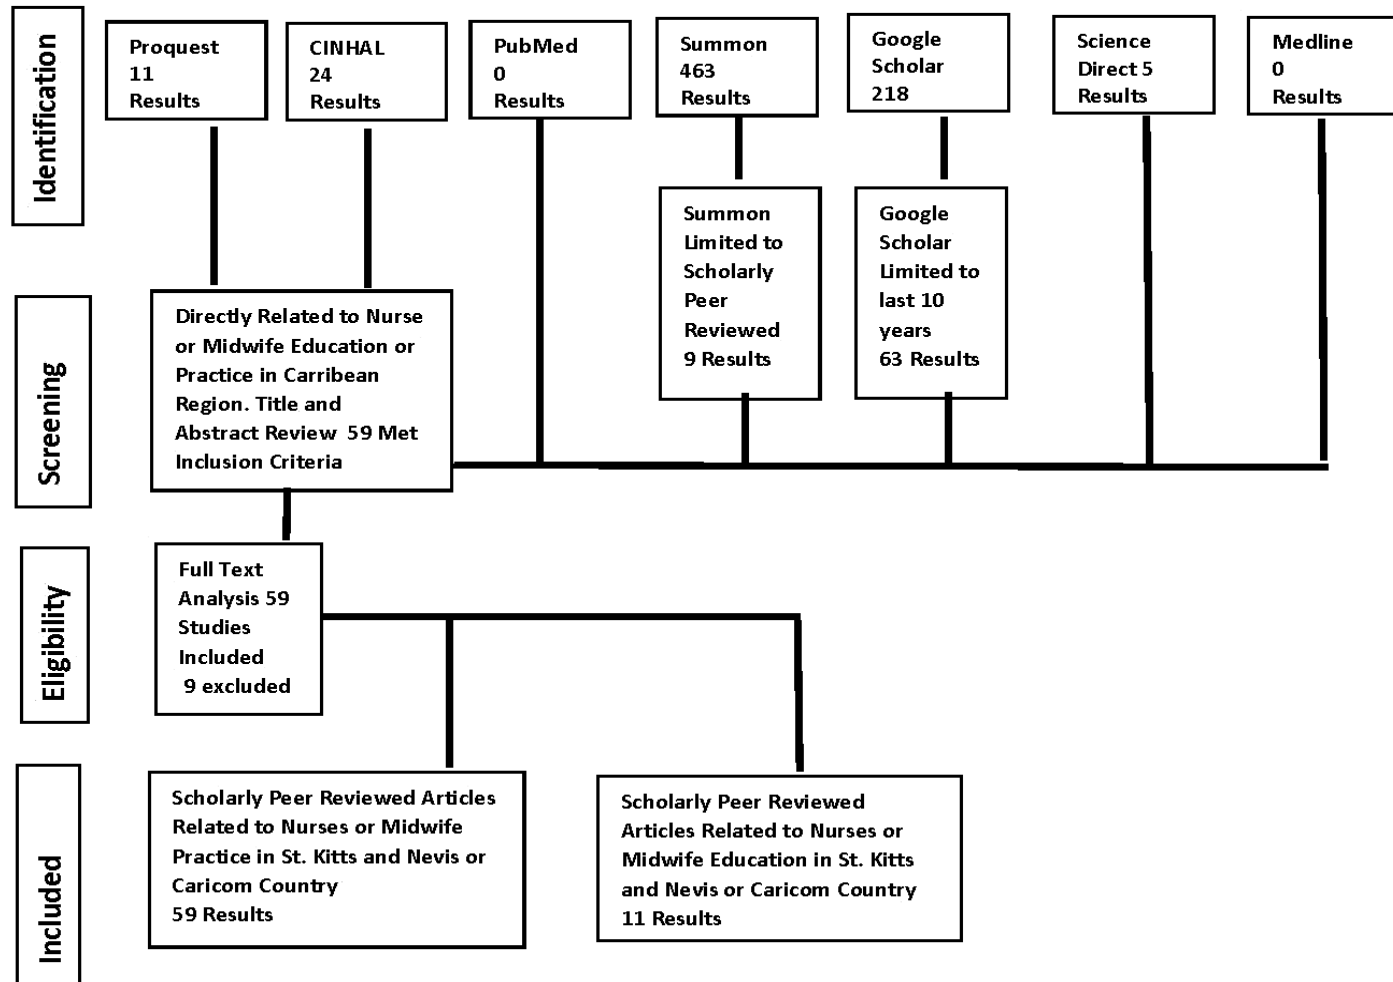 Identification
Proquest
11
Results
CINHAL
24
Results
PubMed
0
Results
Summon
463
Results
Google
Scholar
218
Science
Direct 5
Results
Medline
0
Results
Summon
Limited to
Scholarly
Peer
Reviewed
9 Results
Google
Scholar
Limited to
last 10
years
63 Results
Screening
Directly Related to Nurse
or Midwife Education or
Practice in Carribean
Region. Title and
Abstract Review 59 Met
Inclusion Criteria
Eligibility
Full Text
Analysis 59
Studies
Included
9 excluded
Included
Scholarly Peer Reviewed Articles
Related to Nurses or Midwife
Practice in St. Kitts and Nevis or
Caricom Country
59 Results
Scholarly Peer Reviewed
Articles Related to Nurses or
Midwife Education in St. Kitts
and Nevis or Caricom Country
11 Results